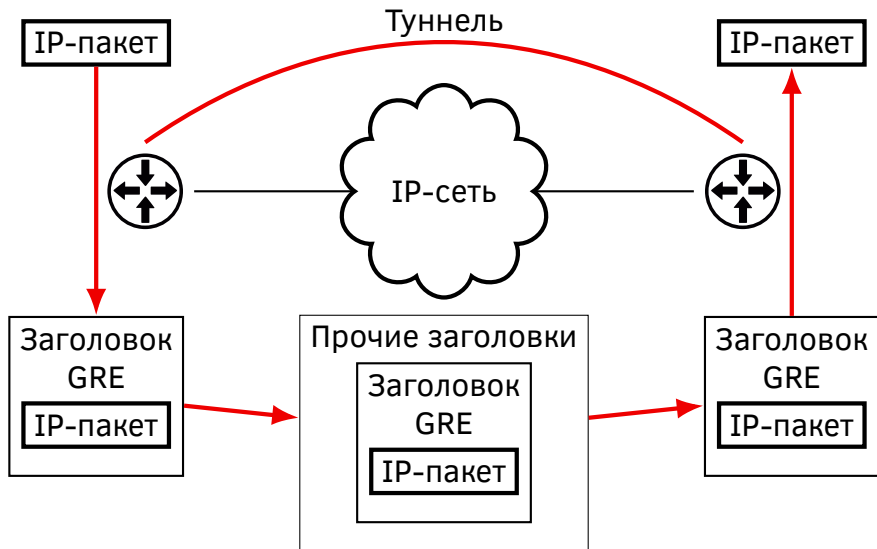 Туннель
IP-пакет
IP-пакет
IP-сеть
Заголовок
GRE
IP-пакет
Прочие заголовки
Заголовок
GRE
IP-пакет
Заголовок
GRE
IP-пакет